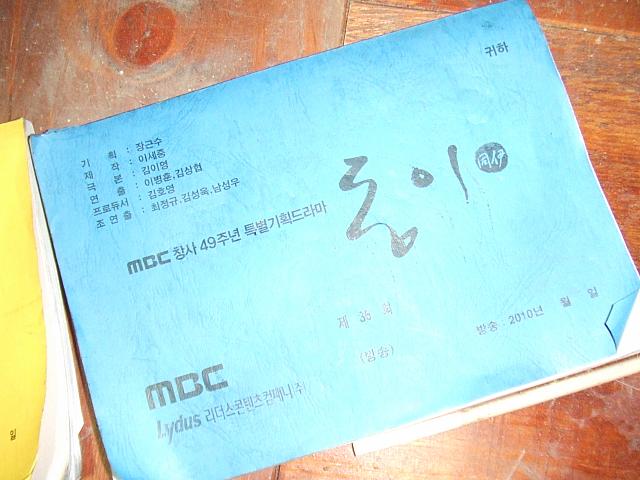 귀하
기 획 : 장근수
제 작 : 이세중
극 본 : 김이영
연 출 : 이병훈,김상협
프로듀서 : 김호영
조 연 출 : 최정규,김성욱,남성우
MBC 창사 49주년 특별기획드라마
동이 同伊
제 35 회
(방송)
방송 : 2010년 월 일
MBC
Lydus 리더스콘텐츠컴패니(주)
일